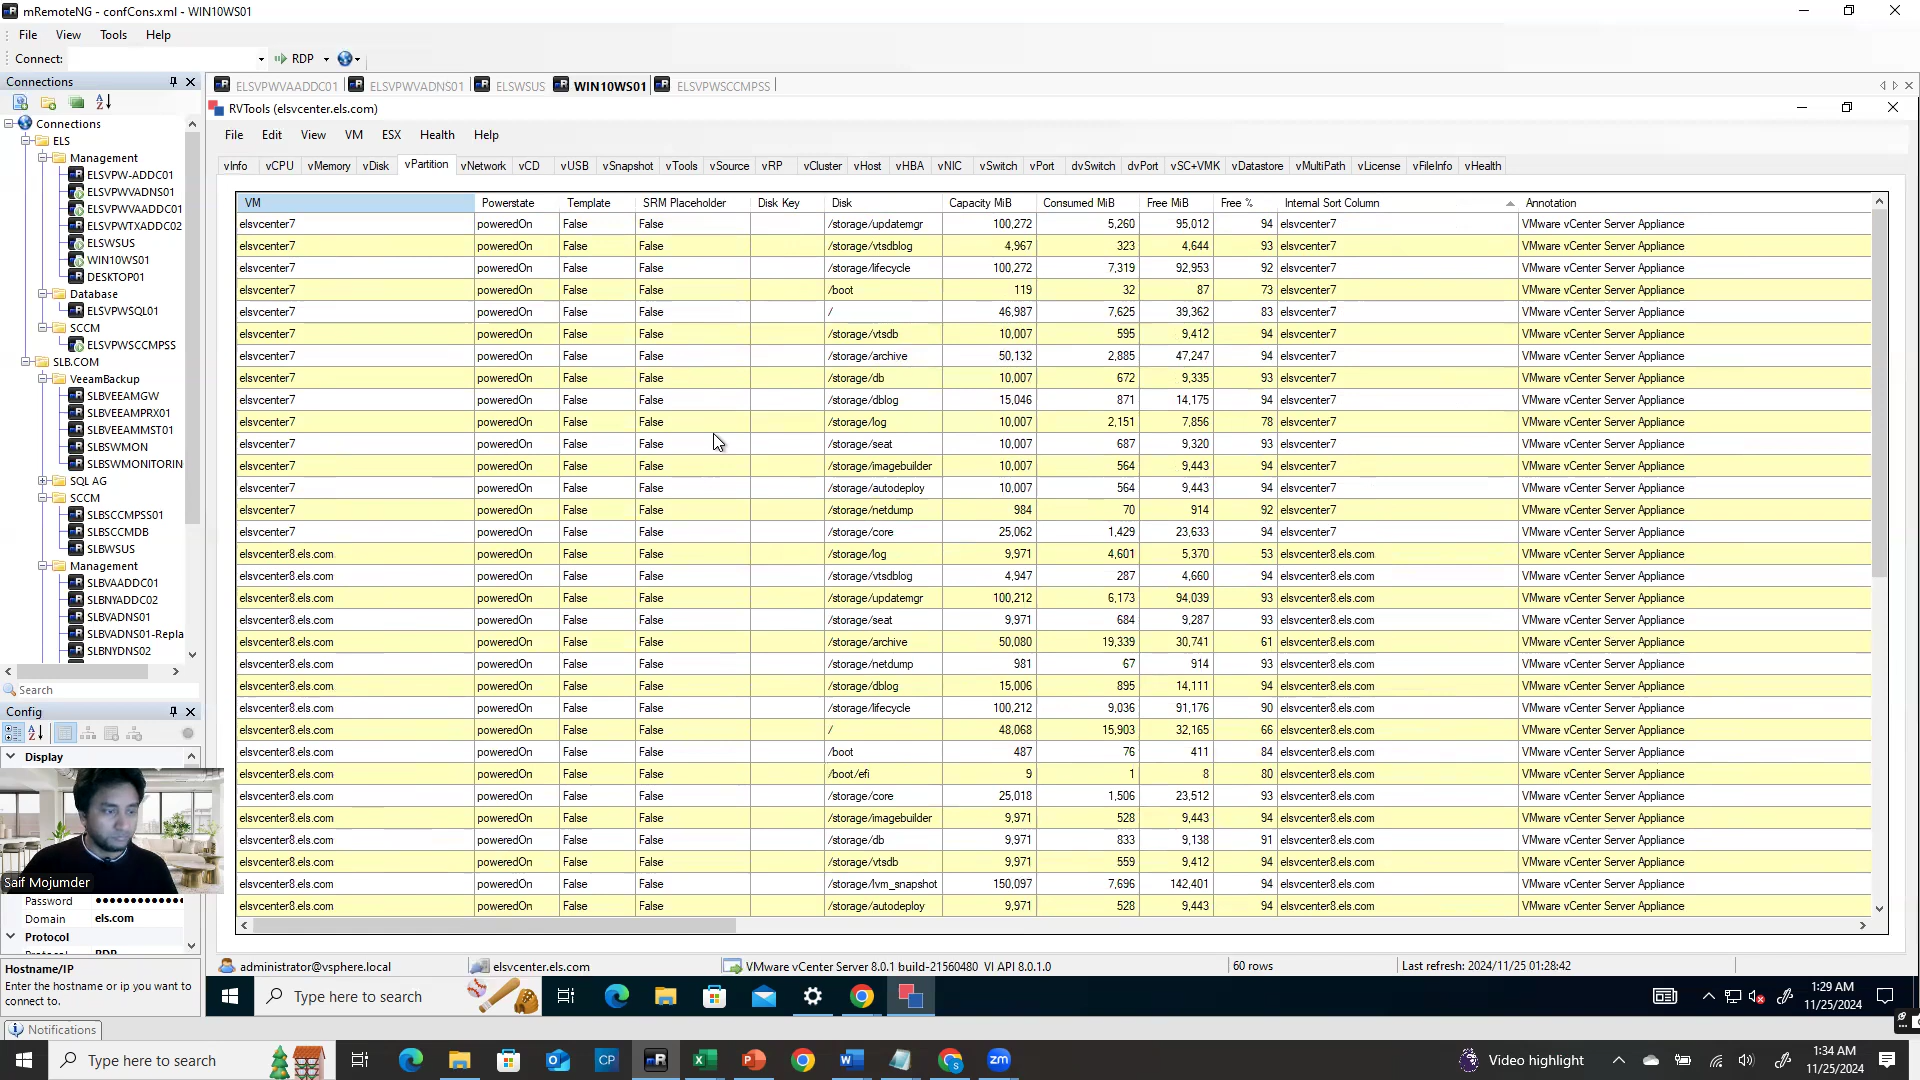 mRemoteNG - confCons.xml - WIN10WS01
File View Tools Help
Connect: RDP
Connections
Connections
ELS
Management
ELSVPW-ADDC01
ELSVPWVADNS01
ELSVPWVAADDC01
ELSVPWTXADDC02
ELSWSUS
WIN10WS01
DESKTOP01
Database
ELSVPWSQL01
SCCM
ELSVPWSCCMPSS
SLB.COM
VeeamBackup
SLBVEEAMGW
SLBVEEAMPRX01
SLBVEEAMMST01
SLBSWMON
SLBSWMONITORIN
SQL AG
SCCM
SLBSCCMPSS01
SLBSCCMDB
SLBWSUS
Management
SLBVAADDC01
SLBNYADDC02
SLBVADNS01
SLBVADNS01-Repla
SLBNYDNS02
Search
Config
Display
Saif Mojumder
Password ●●●●●●●●●●●●●●
Domain els.com
Protocol
Hostname/IP
Enter the hostname or ip you want to connect to.
Notifications
ELSVPWVAADDC01 ELSVPWVADNS01 ELSWSUS WIN10WS01 ELSVPWSCCMPSS
RVTools (elsvcenter.els.com)
File Edit View VM ESX Health Help
vInfo vCPU vMemory vDisk vPartition vNetwork vCD vUSB vSnapshot vTools vSource vRP vCluster vHost vHBA vNIC vSwitch vPort dvSwitch dvPort vSC+VMK vDatastore vMultiPath vLicense vFileInfo vHealth
VM Powerstate Template SRM Placeholder Disk Key Disk Capacity MiB Consumed MiB Free MiB Free % Internal Sort Column Annotation
elsvcenter7 poweredOn False False /storage/updatemgr 100,272 5,260 95,012 94 elsvcenter7 VMware vCenter Server Appliance
elsvcenter7 poweredOn False False /storage/vtsdblog 4,967 323 4,644 93 elsvcenter7 VMware vCenter Server Appliance
elsvcenter7 poweredOn False False /storage/lifecycle 100,272 7,319 92,953 92 elsvcenter7 VMware vCenter Server Appliance
elsvcenter7 poweredOn False False /boot 119 32 87 73 elsvcenter7 VMware vCenter Server Appliance
elsvcenter7 poweredOn False False / 46,987 7,625 39,362 83 elsvcenter7 VMware vCenter Server Appliance
elsvcenter7 poweredOn False False /storage/vtsdb 10,007 595 9,412 94 elsvcenter7 VMware vCenter Server Appliance
elsvcenter7 poweredOn False False /storage/archive 50,132 2,885 47,247 94 elsvcenter7 VMware vCenter Server Appliance
elsvcenter7 poweredOn False False /storage/db 10,007 672 9,335 93 elsvcenter7 VMware vCenter Server Appliance
elsvcenter7 poweredOn False False /storage/dblog 15,046 871 14,175 94 elsvcenter7 VMware vCenter Server Appliance
elsvcenter7 poweredOn False False /storage/log 10,007 2,151 7,856 78 elsvcenter7 VMware vCenter Server Appliance
elsvcenter7 poweredOn False False /storage/seat 10,007 687 9,320 93 elsvcenter7 VMware vCenter Server Appliance
elsvcenter7 poweredOn False False /storage/imagebuilder 10,007 564 9,443 94 elsvcenter7 VMware vCenter Server Appliance
elsvcenter7 poweredOn False False /storage/autodeploy 10,007 564 9,443 94 elsvcenter7 VMware vCenter Server Appliance
elsvcenter7 poweredOn False False /storage/netdump 984 70 914 92 elsvcenter7 VMware vCenter Server Appliance
elsvcenter7 poweredOn False False /storage/core 25,062 1,429 23,633 94 elsvcenter7 VMware vCenter Server Appliance
elsvcenter8.els.com poweredOn False False /storage/log 9,971 4,601 5,370 53 elsvcenter8.els.com VMware vCenter Server Appliance
elsvcenter8.els.com poweredOn False False /storage/vtsdblog 4,947 287 4,660 94 elsvcenter8.els.com VMware vCenter Server Appliance
elsvcenter8.els.com poweredOn False False /storage/updatemgr 100,212 6,173 94,039 93 elsvcenter8.els.com VMware vCenter Server Appliance
elsvcenter8.els.com poweredOn False False /storage/seat 9,971 684 9,287 93 elsvcenter8.els.com VMware vCenter Server Appliance
elsvcenter8.els.com poweredOn False False /storage/archive 50,080 19,339 30,741 61 elsvcenter8.els.com VMware vCenter Server Appliance
elsvcenter8.els.com poweredOn False False /storage/netdump 981 67 914 93 elsvcenter8.els.com VMware vCenter Server Appliance
elsvcenter8.els.com poweredOn False False /storage/dblog 15,006 895 14,111 94 elsvcenter8.els.com VMware vCenter Server Appliance
elsvcenter8.els.com poweredOn False False /storage/lifecycle 100,212 9,036 91,176 90 elsvcenter8.els.com VMware vCenter Server Appliance
elsvcenter8.els.com poweredOn False False / 48,068 15,903 32,165 66 elsvcenter8.els.com VMware vCenter Server Appliance
elsvcenter8.els.com poweredOn False False /boot 487 76 411 84 elsvcenter8.els.com VMware vCenter Server Appliance
elsvcenter8.els.com poweredOn False False /boot/efi 9 1 8 80 elsvcenter8.els.com VMware vCenter Server Appliance
elsvcenter8.els.com poweredOn False False /storage/core 25,018 1,506 23,512 93 elsvcenter8.els.com VMware vCenter Server Appliance
elsvcenter8.els.com poweredOn False False /storage/imagebuilder 9,971 528 9,443 94 elsvcenter8.els.com VMware vCenter Server Appliance
elsvcenter8.els.com poweredOn False False /storage/db 9,971 833 9,138 91 elsvcenter8.els.com VMware vCenter Server Appliance
elsvcenter8.els.com poweredOn False False /storage/vtsdb 9,971 559 9,412 94 elsvcenter8.els.com VMware vCenter Server Appliance
elsvcenter8.els.com poweredOn False False /storage/lvm_snapshot 150,097 7,696 142,401 94 elsvcenter8.els.com VMware vCenter Server Appliance
elsvcenter8.els.com poweredOn False False /storage/autodeploy 9,971 528 9,443 94 elsvcenter8.els.com VMware vCenter Server Appliance
administrator@vsphere.local elsvcenter.els.com VMware vCenter Server 8.0.1 build-21560480 VI API 8.0.1.0 60 rows Last refresh: 2024/11/25 01:28:42
Type here to search 1:29 AM
11/25/2024
Type here to search Video highlight 1:34 AM
11/25/2024